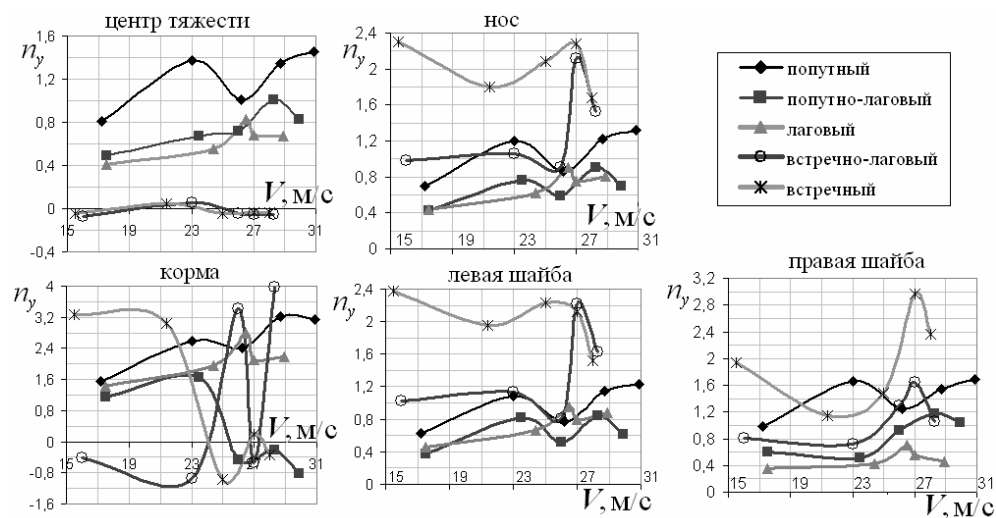 центр тяжести
n_y
1,6
1,2
0,8
0,4
0
-0,4
V, м/с
15 19 23 27 31
нос
n_y
2,4
2
1,6
1,2
0,8
0,4
0
V, м/с
15 19 23 27 31
попутный
попутно-лаговый
лаговый
встречно-лаговый
встречный
корма
n_y
4
3,2
2,4
1,6
0,8
0
-0,8
-1,6
V, м/с
15 19 23 27 31
левая шайба
n_y
2,4
2
1,6
1,2
0,8
0,4
0
15 19 23 27 31
V, м/с
правая шайба
n_y
3,2
2,8
2,4
2
1,6
1,2
0,8
0,4
0
15 19 23 27 31
V, м/с